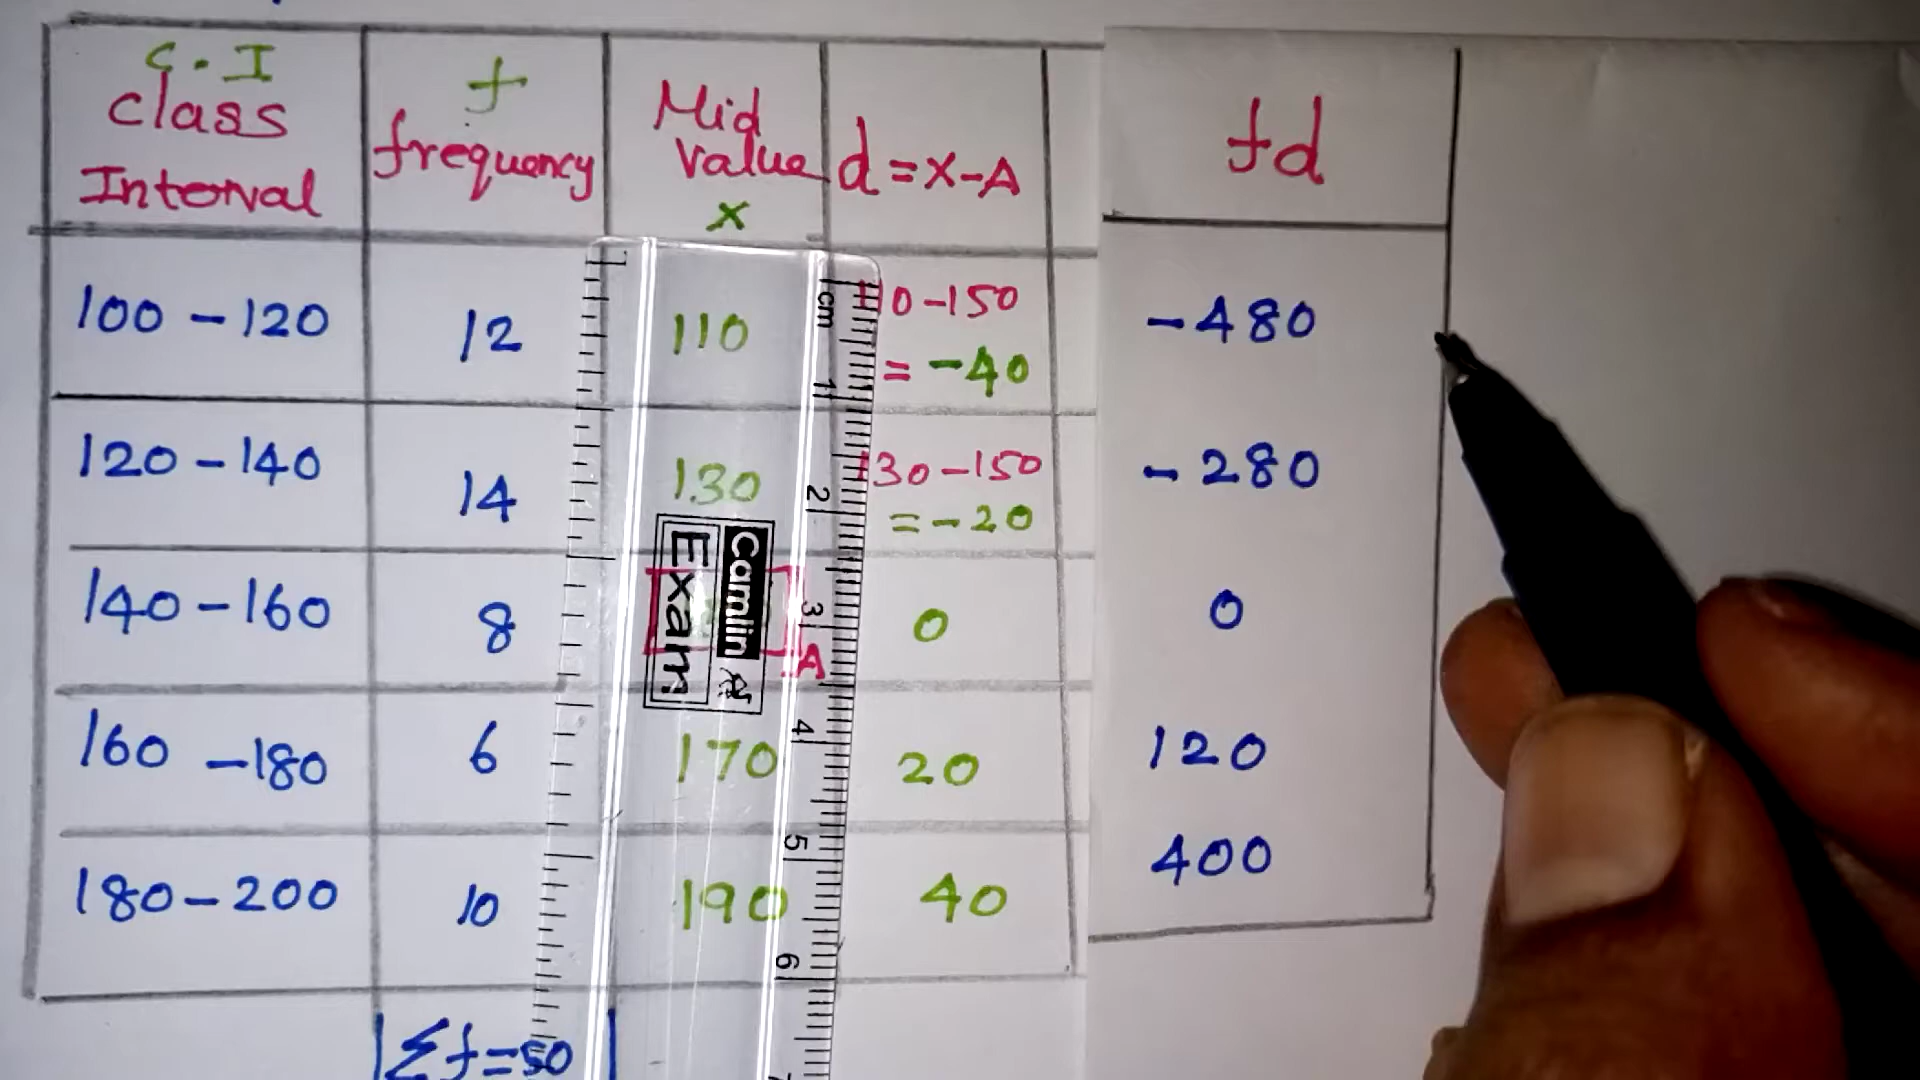 C.I
class
Interval
f
frequency
Mid
value
x
d = x-A
fd
100 - 120
12
110
110-150
= -40
-480
120 - 140
14
130
130-150
= -20
-280
140 - 160
8
A
0
0
160 - 180
6
170
20
120
180 - 200
10
190
40
400
Σf=50
cm
1
2
3
4
5
6
Camlin
Exam